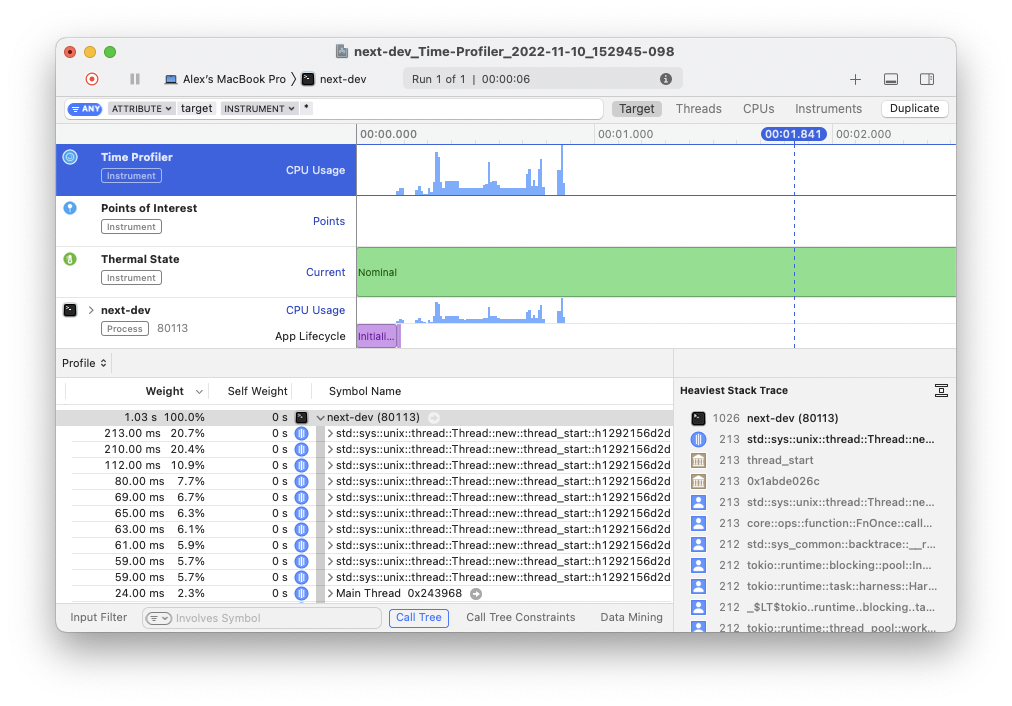 next-dev_Time-Profiler_2022-11-10_152945-098
Alex's MacBook Pro 〉 next-dev
Run 1 of 1 | 00:00:06
ANY ATTRIBUTE target INSTRUMENT *
Target Threads CPUs Instruments Duplicate
00:00.000 00:01.000 00:01.841 00:02.000
Time Profiler
Instrument
CPU Usage
Points of Interest
Instrument
Points
Thermal State
Instrument
Current
Nominal
next-dev
Process 80113
CPU Usage
App Lifecycle
Initiali...
Profile
Weight Self Weight Symbol Name
1.03 s 100.0% 0 s next-dev (80113)
213.00 ms 20.7% 0 s std::sys::unix::thread::Thread::new::thread_start::h1292156d2d
210.00 ms 20.4% 0 s std::sys::unix::thread::Thread::new::thread_start::h1292156d2d
112.00 ms 10.9% 0 s std::sys::unix::thread::Thread::new::thread_start::h1292156d2d
80.00 ms 7.7% 0 s std::sys::unix::thread::Thread::new::thread_start::h1292156d2d
69.00 ms 6.7% 0 s std::sys::unix::thread::Thread::new::thread_start::h1292156d2d
65.00 ms 6.3% 0 s std::sys::unix::thread::Thread::new::thread_start::h1292156d2d
63.00 ms 6.1% 0 s std::sys::unix::thread::Thread::new::thread_start::h1292156d2d
61.00 ms 5.9% 0 s std::sys::unix::thread::Thread::new::thread_start::h1292156d2d
59.00 ms 5.7% 0 s std::sys::unix::thread::Thread::new::thread_start::h1292156d2d
59.00 ms 5.7% 0 s std::sys::unix::thread::Thread::new::thread_start::h1292156d2d
24.00 ms 2.3% 0 s Main Thread 0x243968
Input Filter Involves Symbol Call Tree Call Tree Constraints Data Mining
Heaviest Stack Trace
1026 next-dev (80113)
213 std::sys::unix::thread::Thread::ne...
213 thread_start
213 0x1abde026c
213 std::sys::unix::thread::Thread::ne...
213 core::ops::function::FnOnce::call...
212 std::sys_common::backtrace::__r...
212 tokio::runtime::blocking::pool::In...
212 tokio::runtime::task::harness::Har...
212 _$LT$tokio..runtime..blocking..ta...
212 tokio::runtime::thread_pool::work...